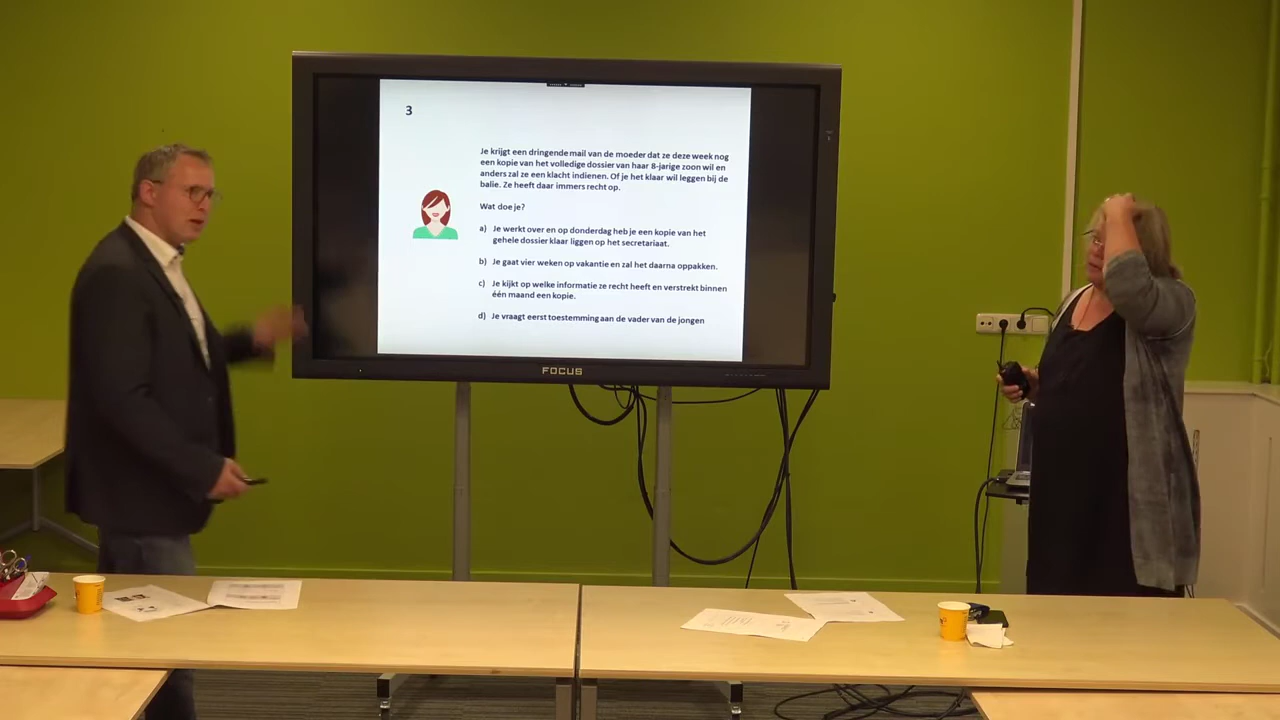 3
Je krijgt een dringende mail van de moeder dat ze deze week nog
een kopie van het volledige dossier van haar 8-jarige zoon wil en
anders zal ze een klacht indienen. Of je het klaar wil leggen bij de
balie. Ze heeft daar immers recht op.
Wat doe je?
a) Je werkt over en op donderdag heb je een kopie van het
gehele dossier klaar liggen op het secretariaat.
b) Je gaat vier weken op vakantie en zal het daarna oppakken.
c) Je kijkt op welke informatie ze recht heeft en verstrekt binnen
één maand een kopie.
d) Je vraagt eerst toestemming aan de vader van de jongen
FOCUS